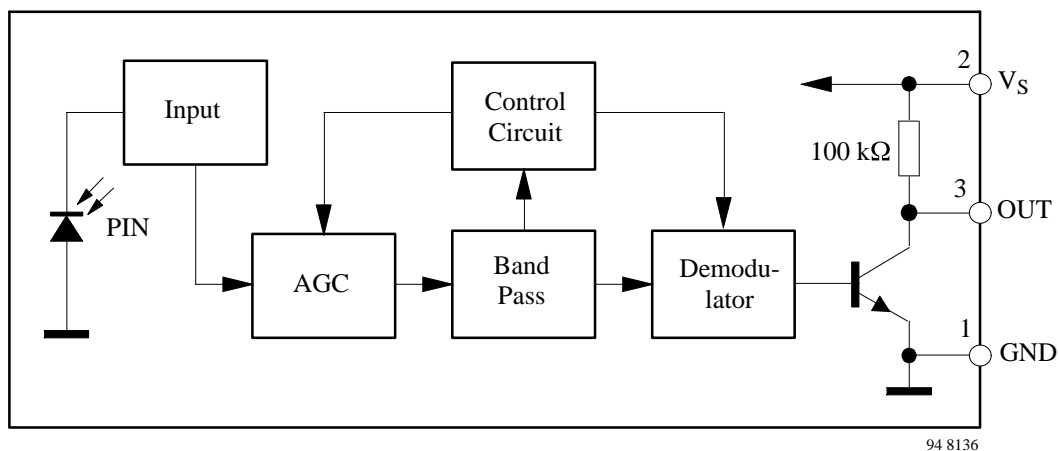 Input
Control
Circuit
2
V_S
100 kΩ
3
OUT
PIN
AGC
Band
Pass
Demodu-
lator
1
GND
94 8136